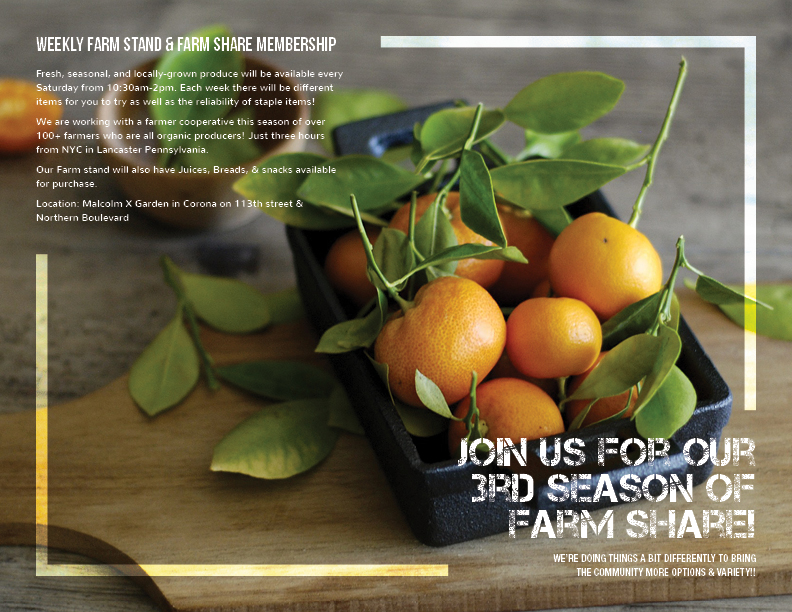 WEEKLY FARM STAND & FARM SHARE MEMBERSHIP
Fresh, seasonal, and locally-grown produce will be available every
Saturday from 10:30am-2pm. Each week there will be different
items for you to try as well as the reliability of staple items!
We are working with a farmer cooperative this season of over
100+ farmers who are all organic producers! Just three hours
from NYC in Lancaster Pennsylvania.
Our Farm stand will also have Juices, Breads, & snacks available
for purchase.
Location: Malcolm X Garden in Corona on 113th street &
Northern Boulevard
JOIN US FOR OUR
3RD SEASON OF
FARM SHARE!
WE'RE DOING THINGS A BIT DIFFERENTLY TO BRING
THE COMMUNITY MORE OPTIONS & VARIETY!!